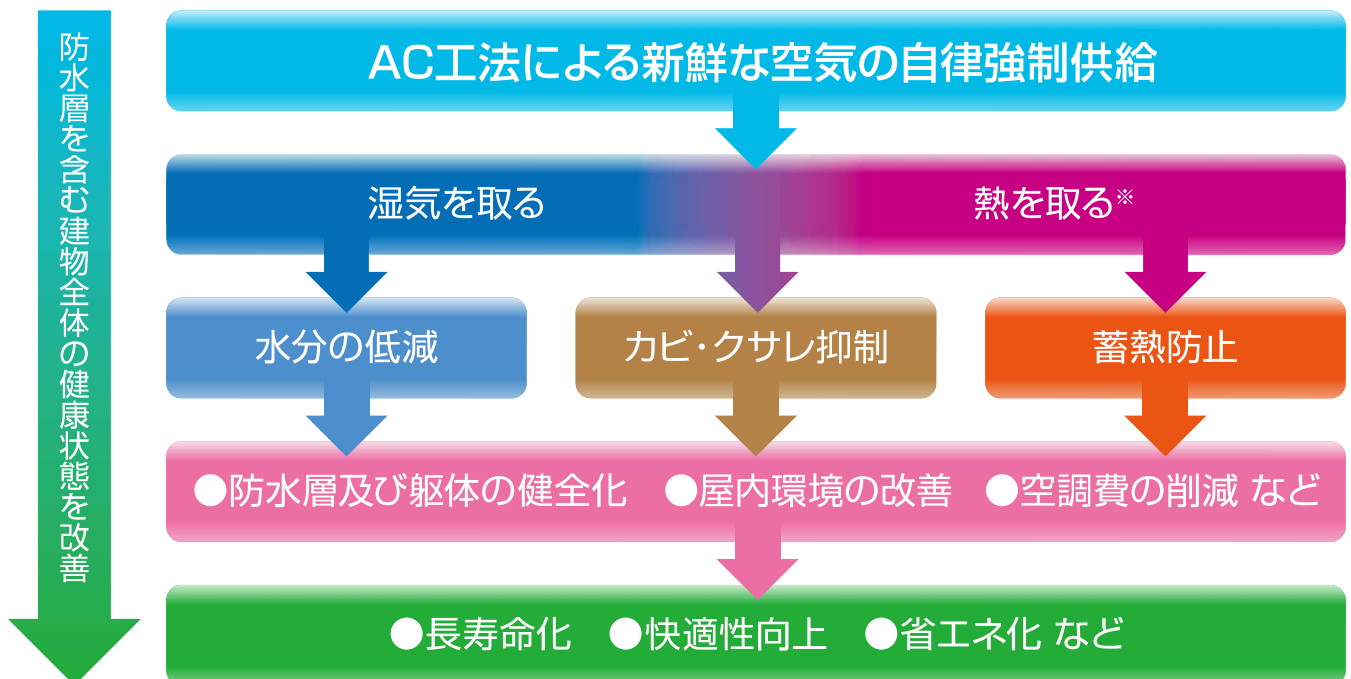 防水層を含む建物全体の健康状態を改善
AC工法による新鮮な空気の自律強制供給
湿気を取る
熱を取る※
水分の低減
カビ・クサレ抑制
蓄熱防止
●防水層及び躯体の健全化 ●屋内環境の改善 ●空調費の削減 など
●長寿命化 ●快適性向上 ●省エネ化 など